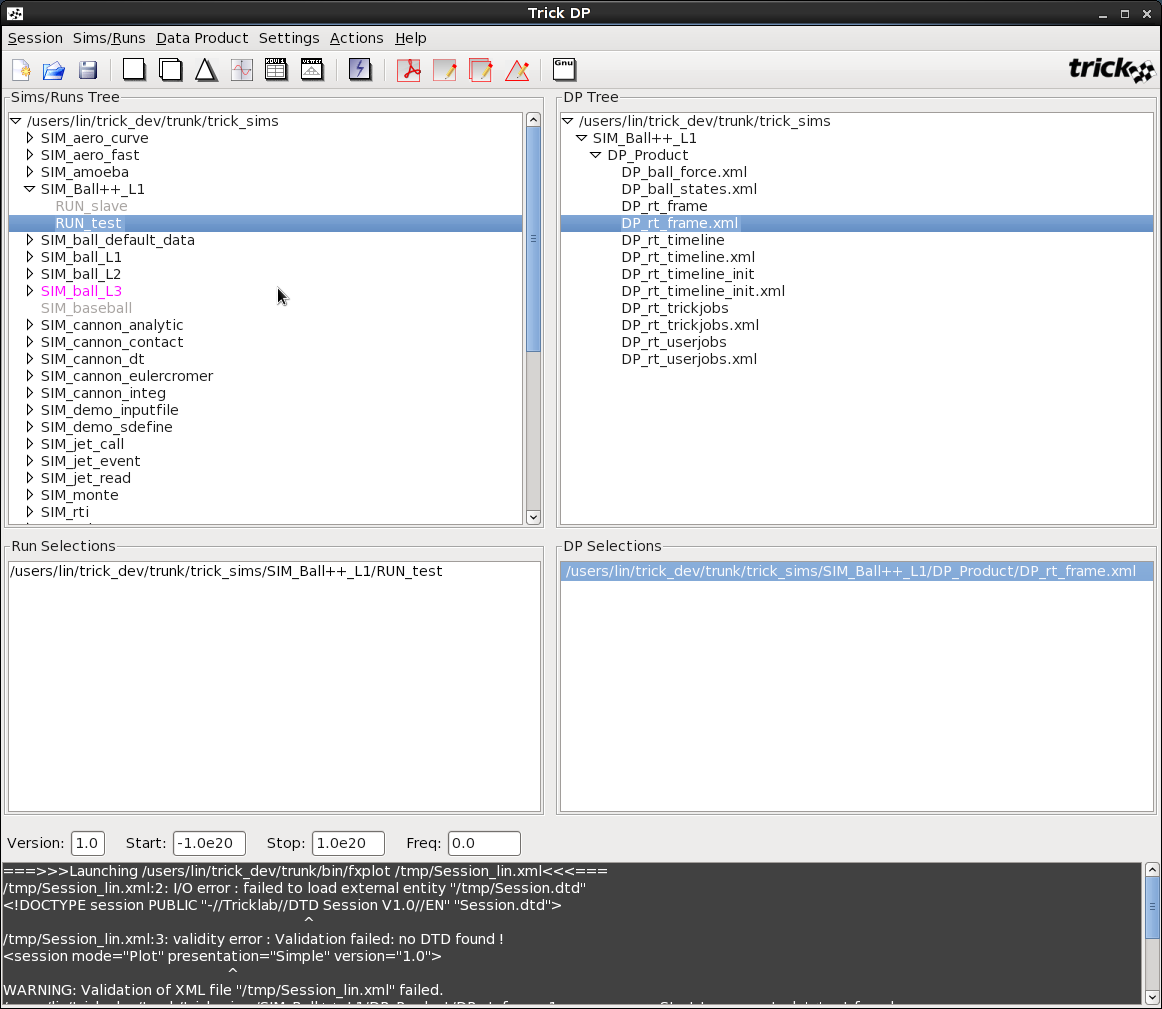 Trick DP
Session Sims/Runs Data Product Settings Actions Help
Gnu
trick
Sims/Runs Tree
/users/lin/trick_dev/trunk/trick_sims
SIM_aero_curve
SIM_aero_fast
SIM_amoeba
SIM_Ball++_L1
RUN_slave
RUN_test
SIM_ball_default_data
SIM_ball_L1
SIM_ball_L2
SIM_ball_L3
SIM_baseball
SIM_cannon_analytic
SIM_cannon_contact
SIM_cannon_dt
SIM_cannon_eulercromer
SIM_cannon_integ
SIM_demo_inputfile
SIM_demo_sdefine
SIM_jet_call
SIM_jet_event
SIM_jet_read
SIM_monte
SIM_rti
DP Tree
/users/lin/trick_dev/trunk/trick_sims
SIM_Ball++_L1
DP_Product
DP_ball_force.xml
DP_ball_states.xml
DP_rt_frame
DP_rt_frame.xml
DP_rt_timeline
DP_rt_timeline.xml
DP_rt_timeline_init
DP_rt_timeline_init.xml
DP_rt_trickjobs
DP_rt_trickjobs.xml
DP_rt_userjobs
DP_rt_userjobs.xml
Run Selections
/users/lin/trick_dev/trunk/trick_sims/SIM_Ball++_L1/RUN_test
DP Selections
/users/lin/trick_dev/trunk/trick_sims/SIM_Ball++_L1/DP_Product/DP_rt_frame.xml
Version: 1.0 Start: -1.0e20 Stop: 1.0e20 Freq: 0.0
===>>>Launching /users/lin/trick_dev/trunk/bin/fxplot /tmp/Session_lin.xml<<<===
/tmp/Session_lin.xml:2: I/O error : failed to load external entity "/tmp/Session.dtd"
<!DOCTYPE session PUBLIC "-//Tricklab//DTD Session V1.0//EN" "Session.dtd">
^
/tmp/Session_lin.xml:3: validity error : Validation failed: no DTD found !
<session mode="Plot" presentation="Simple" version="1.0">
^
WARNING: Validation of XML file "/tmp/Session_lin.xml" failed.